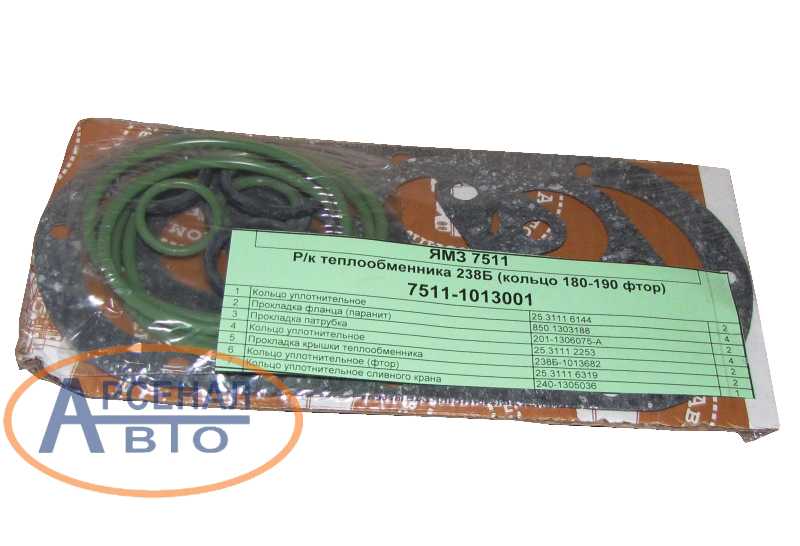 ЯМЗ 7511
Р/к теплообменника 238Б (кольцо 180-190 фтор)
7511-1013001
1 Кольцо уплотнительное 25.3111 6144 2
2 Прокладка фланца (паранит) 850.1303188 4
3 Прокладка патрубка 201-1306075-А 2
4 Кольцо уплотнительное 25.3111 2253 2
5 Прокладка крышки теплообменника 238Б-1013682 4
6 Кольцо уплотнительное (фтор) 25.3111 6319 2
7 Кольцо уплотнительное сливного крана 240-1305036 1
АРСЕНАЛ
АВТО